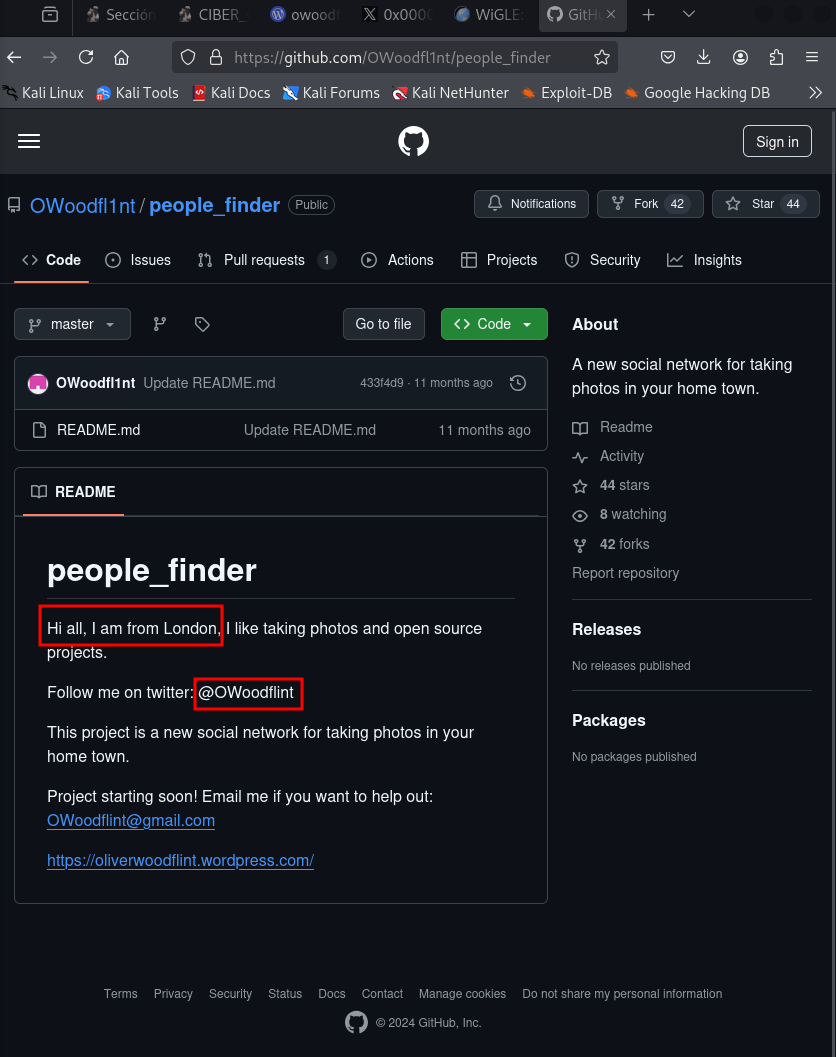 Sección
CIBER_
owoodf
0x000
WiGLE
GitH
https://github.com/OWoodfl1nt/people_finder
Kali Linux
Kali Tools
Kali Docs
Kali Forums
Kali NetHunter
Exploit-DB
Google Hacking DB
Sign in
OWoodfl1nt / people_finder Public
Notifications
Fork 42
Star 44
Code
Issues
Pull requests 1
Actions
Projects
Security
Insights
master
Go to file
Code
OWoodfl1nt Update README.md 433f4d9 · 11 months ago
README.md Update README.md 11 months ago
README
people_finder
Hi all, I am from London, I like taking photos and open source
projects.
Follow me on twitter: @OWoodflint
This project is a new social network for taking photos in your
home town.
Project starting soon! Email me if you want to help out:
OWoodflint@gmail.com
https://oliverwoodflint.wordpress.com/
About
A new social network for taking
photos in your home town.
Readme
Activity
44 stars
8 watching
42 forks
Report repository
Releases
No releases published
Packages
No packages published
Terms Privacy Security Status Docs Contact Manage cookies Do not share my personal information
© 2024 GitHub, Inc.